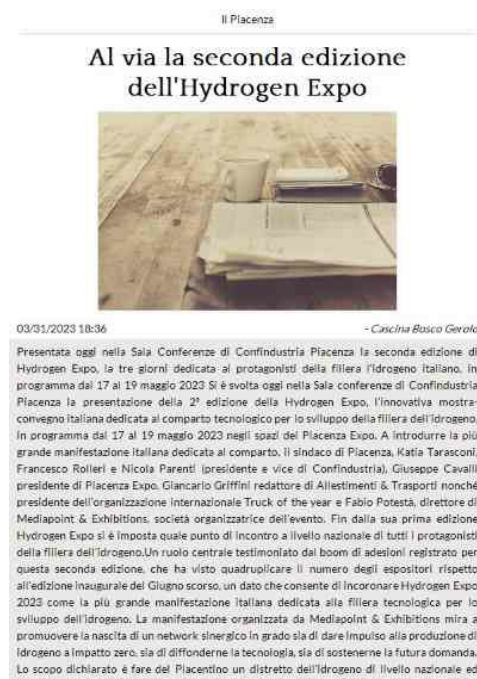 Il Piacenza
Al via la seconda edizione
dell'Hydrogen Expo
03/31/2023 18:36
- Cascina Bosco Gerolo
Presentata oggi nella Sala Conferenze di Confindustria Piacenza la seconda edizione di
Hydrogen Expo, la tre giorni dedicata ai protagonisti della filiera l'idrogeno italiano, in
programma dal 17 al 19 maggio 2023 Si è svolta oggi nella Sala conferenze di Confindustria
Piacenza la presentazione della 2ª edizione della Hydrogen Expo, l'innovativa mostra-
convegno italiana dedicata al comparto tecnologico per lo sviluppo della filiera dell'idrogeno,
in programma dal 17 al 19 maggio 2023 negli spazi del Piacenza Expo. A introdurre la più
grande manifestazione italiana dedicata al comparto, il sindaco di Piacenza, Katia Tarasconi,
Francesco Rolleri e Nicola Parenti (presidente e vice di Confindustria), Giuseppe Cavalli
presidente di Piacenza Expo, Giancarlo Griffini redattore di Allestimenti & Trasporti nonché
presidente dell'organizzazione internazionale Truck of the year e Fabio Potestà, direttore di
Mediapoint & Exhibitions, società organizzatrice dell'evento. Fin dalla sua prima edizione
Hydrogen Expo si è imposta quale punto di incontro a livello nazionale di tutti i protagonisti
della filiera dell'idrogeno.Un ruolo centrale testimoniato dal boom di adesioni registrato per
questa seconda edizione, che ha visto quadruplicare il numero degli espositori rispetto
all'edizione inaugurale del Giugno scorso, un dato che consente di incoronare Hydrogen Expo
2023 come la più grande manifestazione italiana dedicata alla filiera tecnologica per lo
sviluppo dell'idrogeno. La manifestazione organizzata da Mediapoint & Exhibitions mira a
promuovere la nascita di un network sinergico in grado sia di dare impulso alla produzione di
idrogeno a impatto zero, sia di diffonderne la tecnologia, sia di sostenerne la futura domanda.
Lo scopo dichiarato è fare del Piacentino un distretto dell'idrogeno di livello nazionale ed